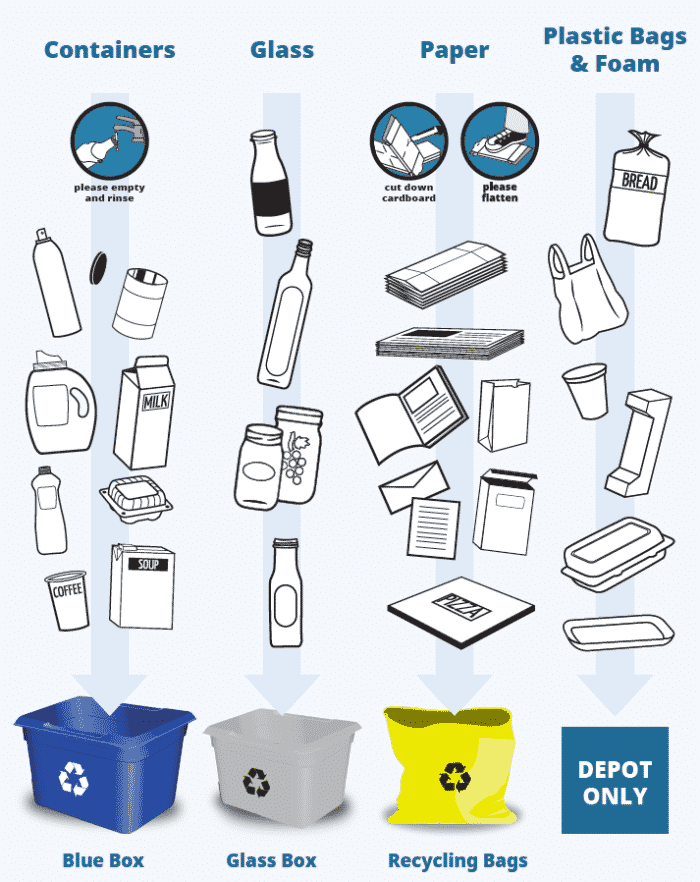 Containers
Glass
Paper
Plastic Bags
& Foam
please empty
and rinse
cut down
cardboard
please
flatten
BREAD
MILK
SOUP
COFFEE
PIZZA
DEPOT
ONLY
Blue Box
Glass Box
Recycling Bags